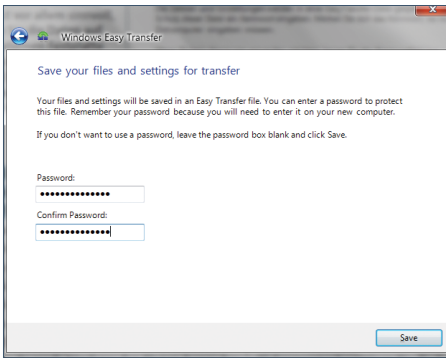 Windows Easy Transfer
Save your files and settings for transfer
Your files and settings will be saved in an Easy Transfer file. You can enter a password to protect
this file. Remember your password because you will need to enter it on your new computer.
If you don't want to use a password, leave the password box blank and click Save.
Password:
●●●●●●●●●●●●●●
Confirm Password:
●●●●●●●●●●●●●●
Save